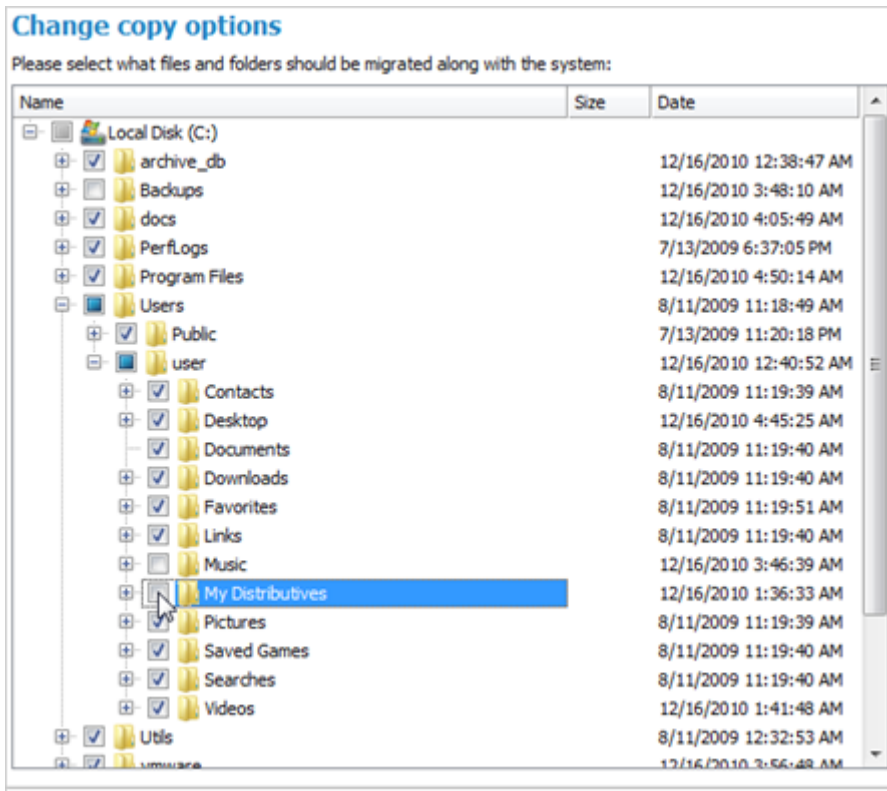 Change copy options
Please select what files and folders should be migrated along with the system:
Name Size Date
Local Disk (C:)
archive_db 12/16/2010 12:38:47 AM
Backups 12/16/2010 3:48:10 AM
docs 12/16/2010 4:05:49 AM
PerfLogs 7/13/2009 6:37:05 PM
Program Files 12/16/2010 4:50:14 AM
Users 8/11/2009 11:18:49 AM
Public 7/13/2009 11:20:18 PM
user 12/16/2010 12:40:52 AM
Contacts 8/11/2009 11:19:39 AM
Desktop 12/16/2010 4:45:25 AM
Documents 8/11/2009 11:19:40 AM
Downloads 8/11/2009 11:19:40 AM
Favorites 8/11/2009 11:19:51 AM
Links 8/11/2009 11:19:40 AM
Music 12/16/2010 3:46:39 AM
My Distributives 12/16/2010 1:36:33 AM
Pictures 8/11/2009 11:19:39 AM
Saved Games 8/11/2009 11:19:40 AM
Searches 8/11/2009 11:19:40 AM
Videos 12/16/2010 1:41:48 AM
Utils 8/11/2009 12:32:53 AM
vmware 12/16/2010 3:56:48 AM